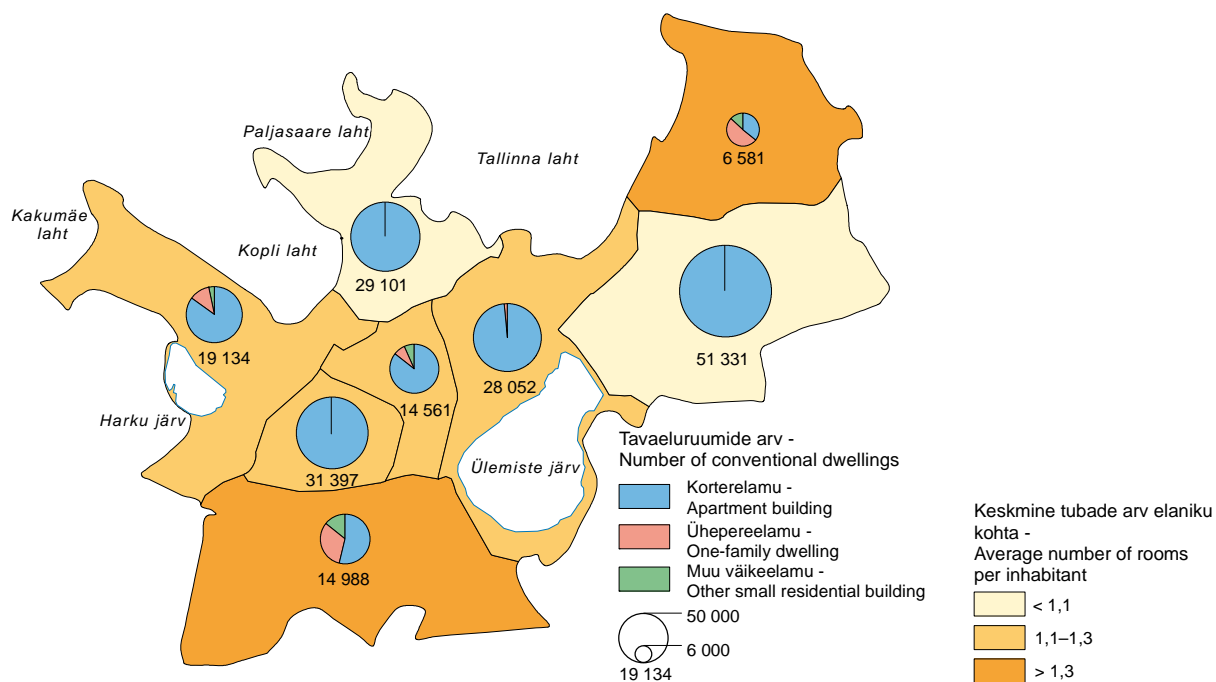 Paljasaare laht
Tallinna laht
6 581
Kakumäe
laht
Kopli laht
29 101
19 134
28 052
51 331
14 561
Harku järv
31 397
Ülemiste järv
14 988
Tavaeluruumide arv -
Number of conventional dwellings
Korterelamu -
Apartment building
Ühepereelamu -
One-family dwelling
Muu väikeelamu -
Other small residential building
50 000
6 000
19 134
Keskmine tubade arv elaniku
kohta -
Average number of rooms
per inhabitant
< 1,1
1,1–1,3
> 1,3